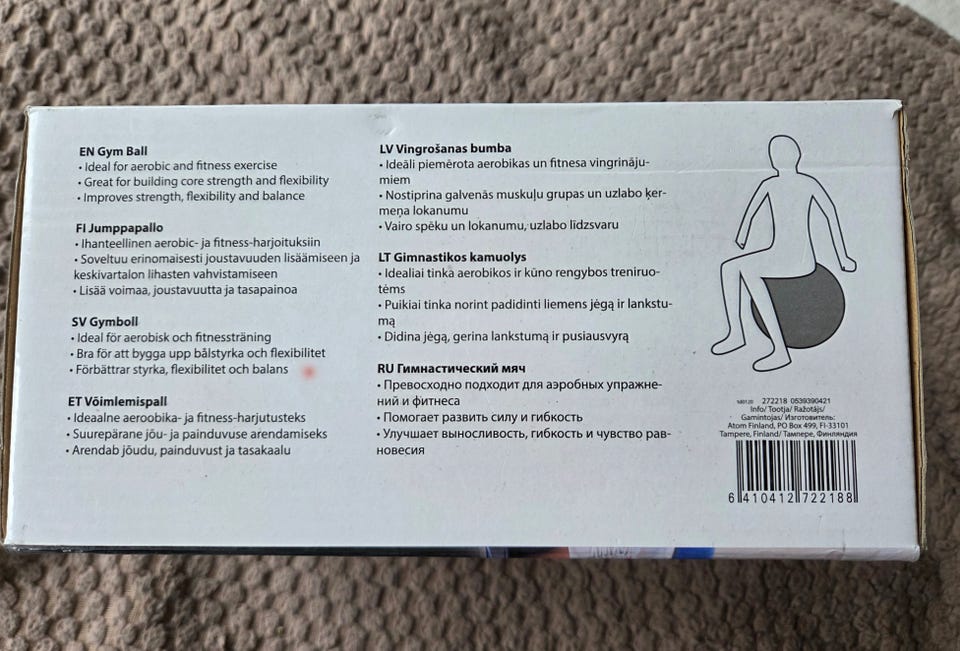 EN Gym Ball
• Ideal for aerobic and fitness exercise
• Great for building core strength and flexibility
• Improves strength, flexibility and balance
FI Jumppapallo
• Ihanteellinen aerobic- ja fitness-harjoituksiin
• Soveltuu erinomaisesti joustavuuden lisäämiseen ja
keskivartalon lihasten vahvistamiseen
• Lisää voimaa, joustavuutta ja tasapainoa
SV Gymboll
• Ideal för aerobisk och fitnessträning
• Bra för att bygga upp bålstyrka och flexibilitet
• Förbättrar styrka, flexibilitet och balans
ET Võimlemispall
• Ideaalne aeroobika- ja fitness-harjutusteks
• Suurepärane jõu- ja painduvuse arendamiseks
• Arendab jõudu, painduvust ja tasakaalu
LV Vingrošanas bumba
• Ideāli piemērota aerobikas un fitnesa vingrināju-
miem
• Nostiprina galvenās muskuļu grupas un uzlabo ķer-
meņa lokanumu
• Vairo spēku un lokanumu, uzlabo līdzsvaru
LT Gimnastikos kamuolys
• Idealiai tinka aerobikos ir kūno rengybos treniruo-
tėms
• Puikiai tinka norint padidinti liemens jėgą ir lankstu-
mą
• Didina jėgą, gerina lankstumą ir pusiausvyrą
RU Гимнастический мяч
• Превосходно подходит для аэробных упражне-
ний и фитнеса
• Помогает развить силу и гибкость
• Улучшает выносливость, гибкость и чувство рав-
новесия
272218 0539390421
Info/ Tootja/ Ražotājs/
Gamintojas/ Изготовитель:
Atom Finland, PO Box 499, FI-33101
Tampere, Finland/ Тампере, Финляндия
6 410412 722188